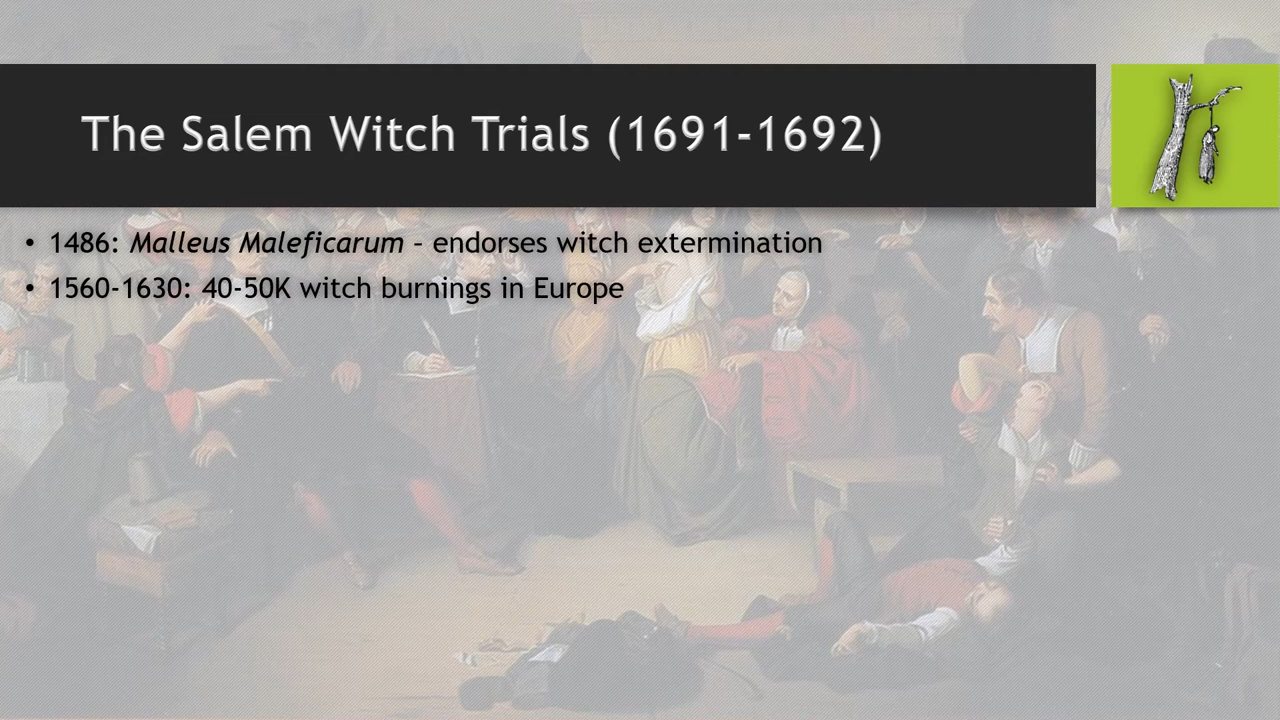 The Salem Witch Trials (1691-1692)
• 1486: Malleus Maleficarum – endorses witch extermination
• 1560-1630: 40-50K witch burnings in Europe